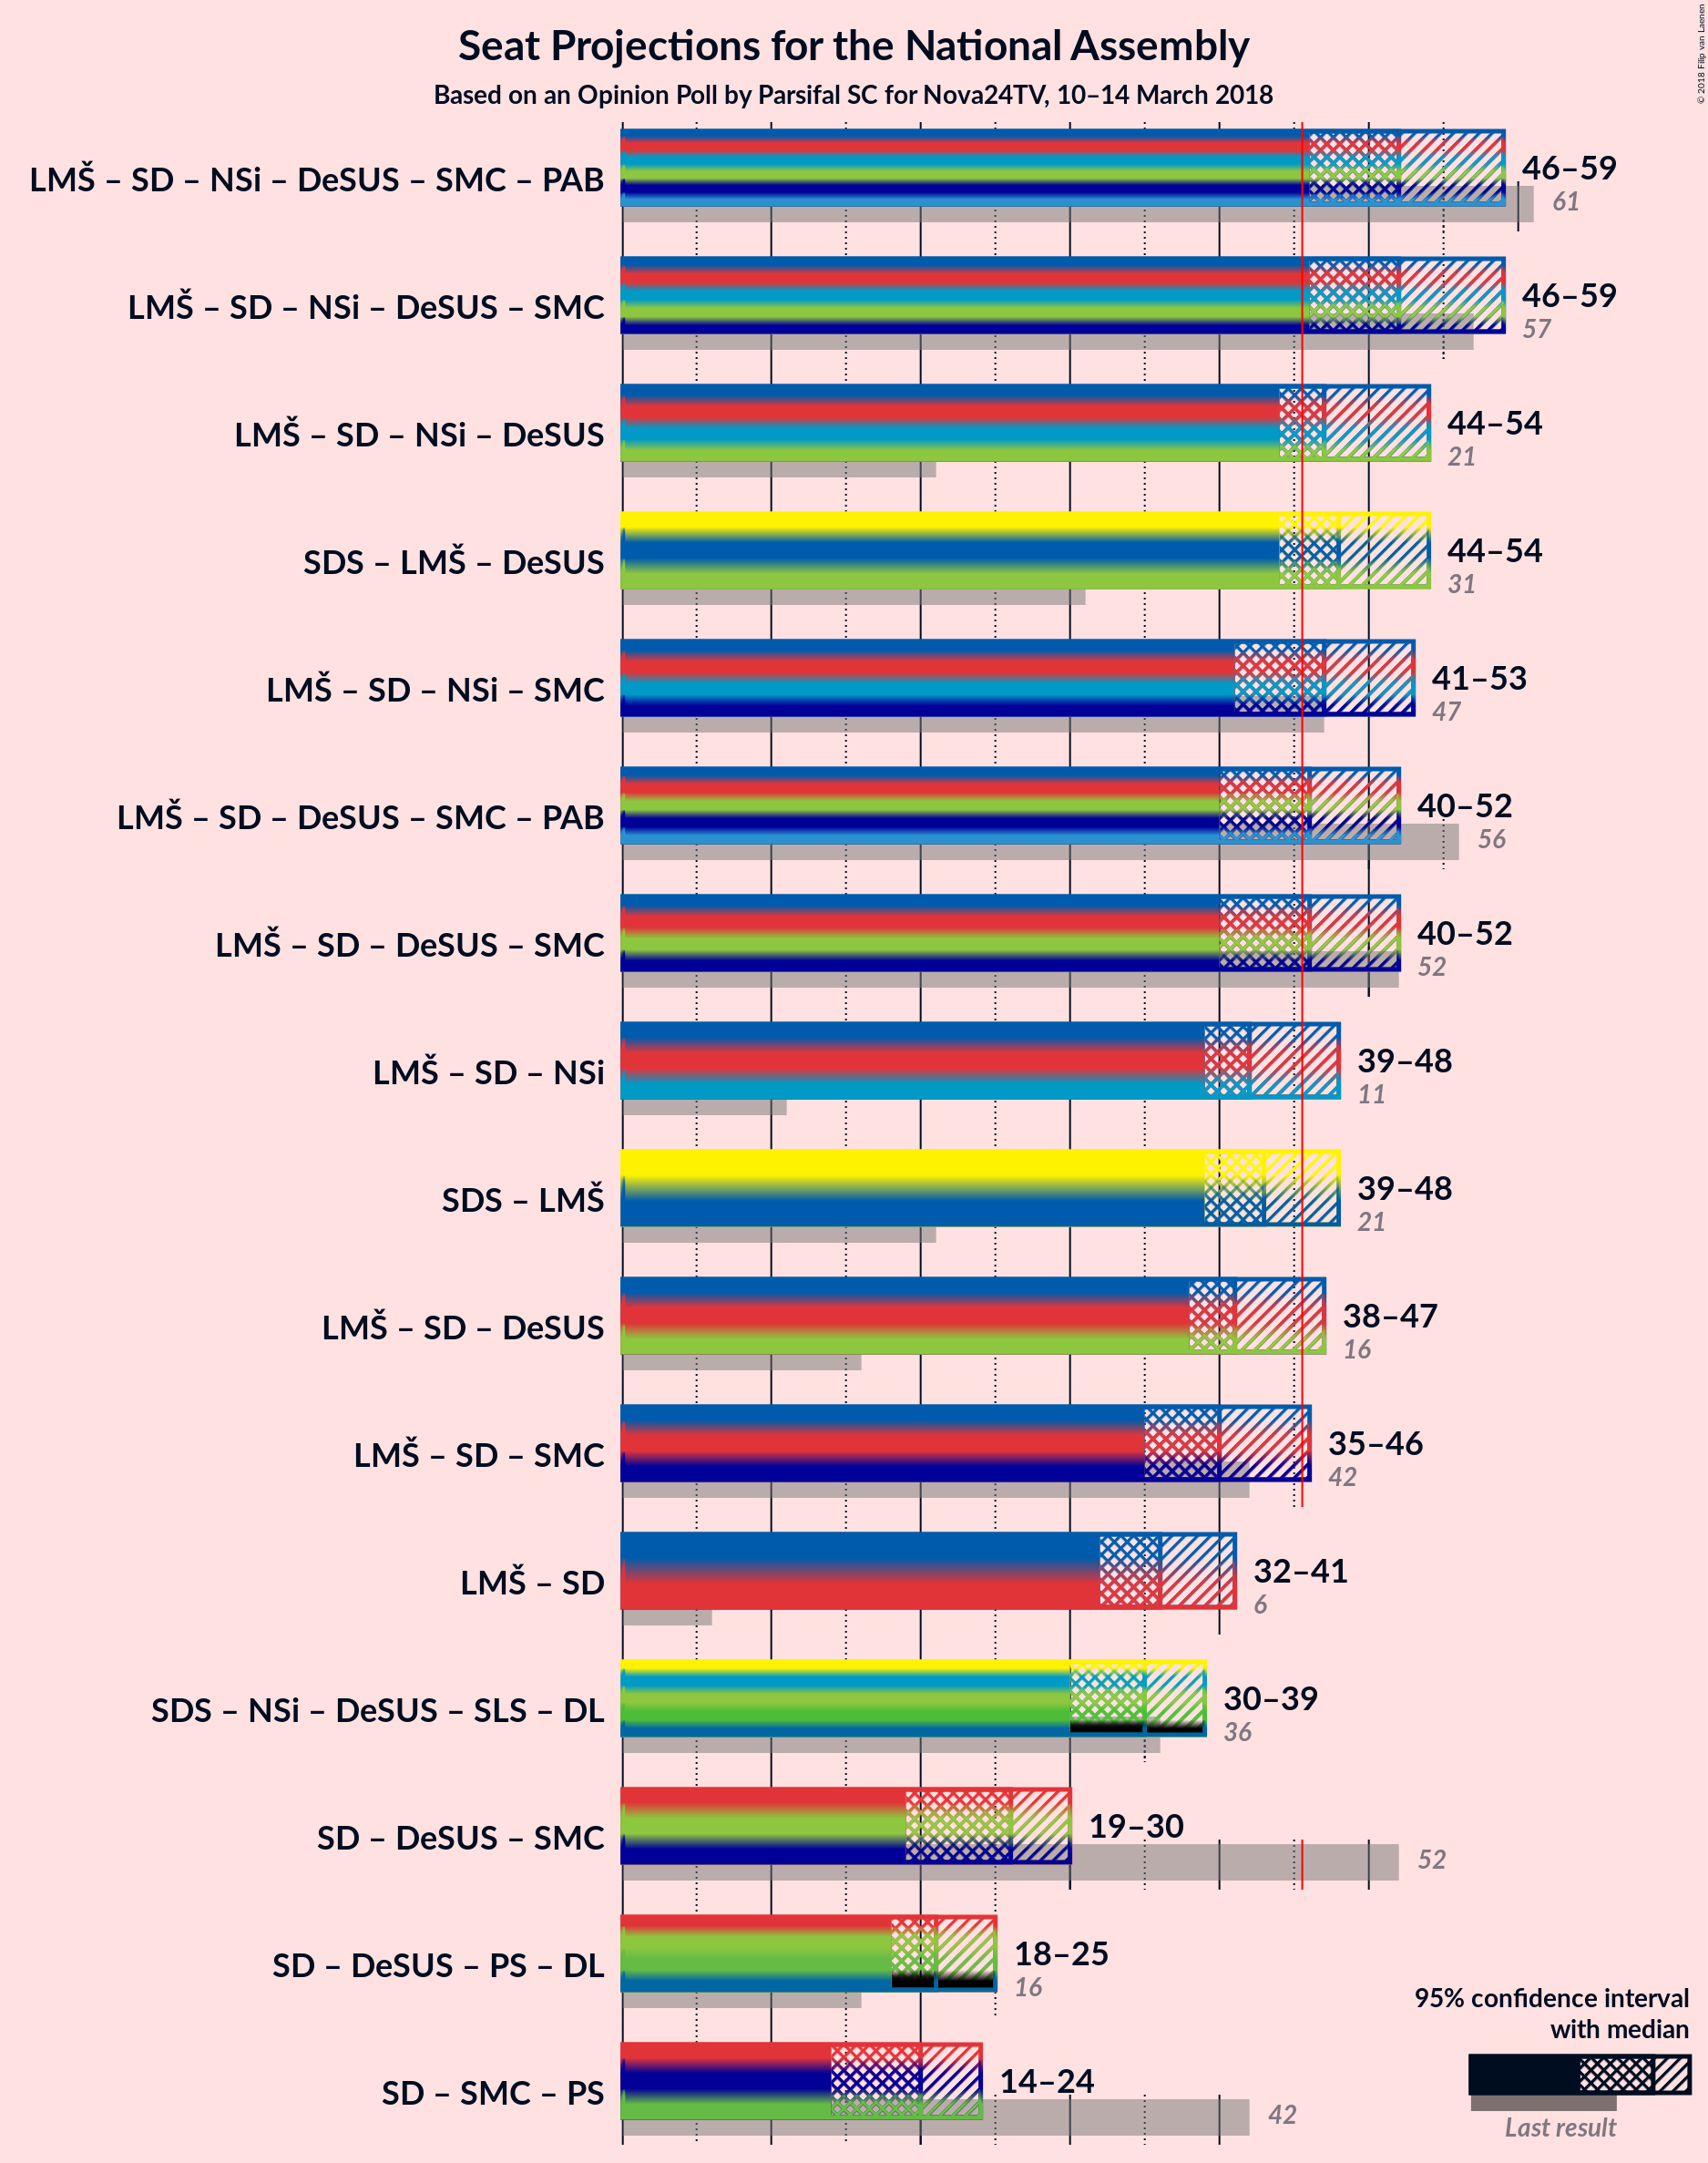 Seat Projections for the National Assembly
Based on an Opinion Poll by Parsifal SC for Nova24TV, 10–14 March 2018
© 2018 Filip van Laenen
LMŠ – SD – NSi – DeSUS – SMC – PAB
46–59
61
LMŠ – SD – NSi – DeSUS – SMC
46–59
57
LMŠ – SD – NSi – DeSUS
44–54
21
SDS – LMŠ – DeSUS
44–54
31
LMŠ – SD – NSi – SMC
41–53
47
LMŠ – SD – DeSUS – SMC – PAB
40–52
56
LMŠ – SD – DeSUS – SMC
40–52
52
LMŠ – SD – NSi
39–48
11
SDS – LMŠ
39–48
21
LMŠ – SD – DeSUS
38–47
16
LMŠ – SD – SMC
35–46
42
LMŠ – SD
32–41
6
SDS – NSi – DeSUS – SLS – DL
30–39
36
SD – DeSUS – SMC
19–30
52
SD – DeSUS – PS – DL
18–25
16
SD – SMC – PS
14–24
42
95% confidence interval
with median
Last result